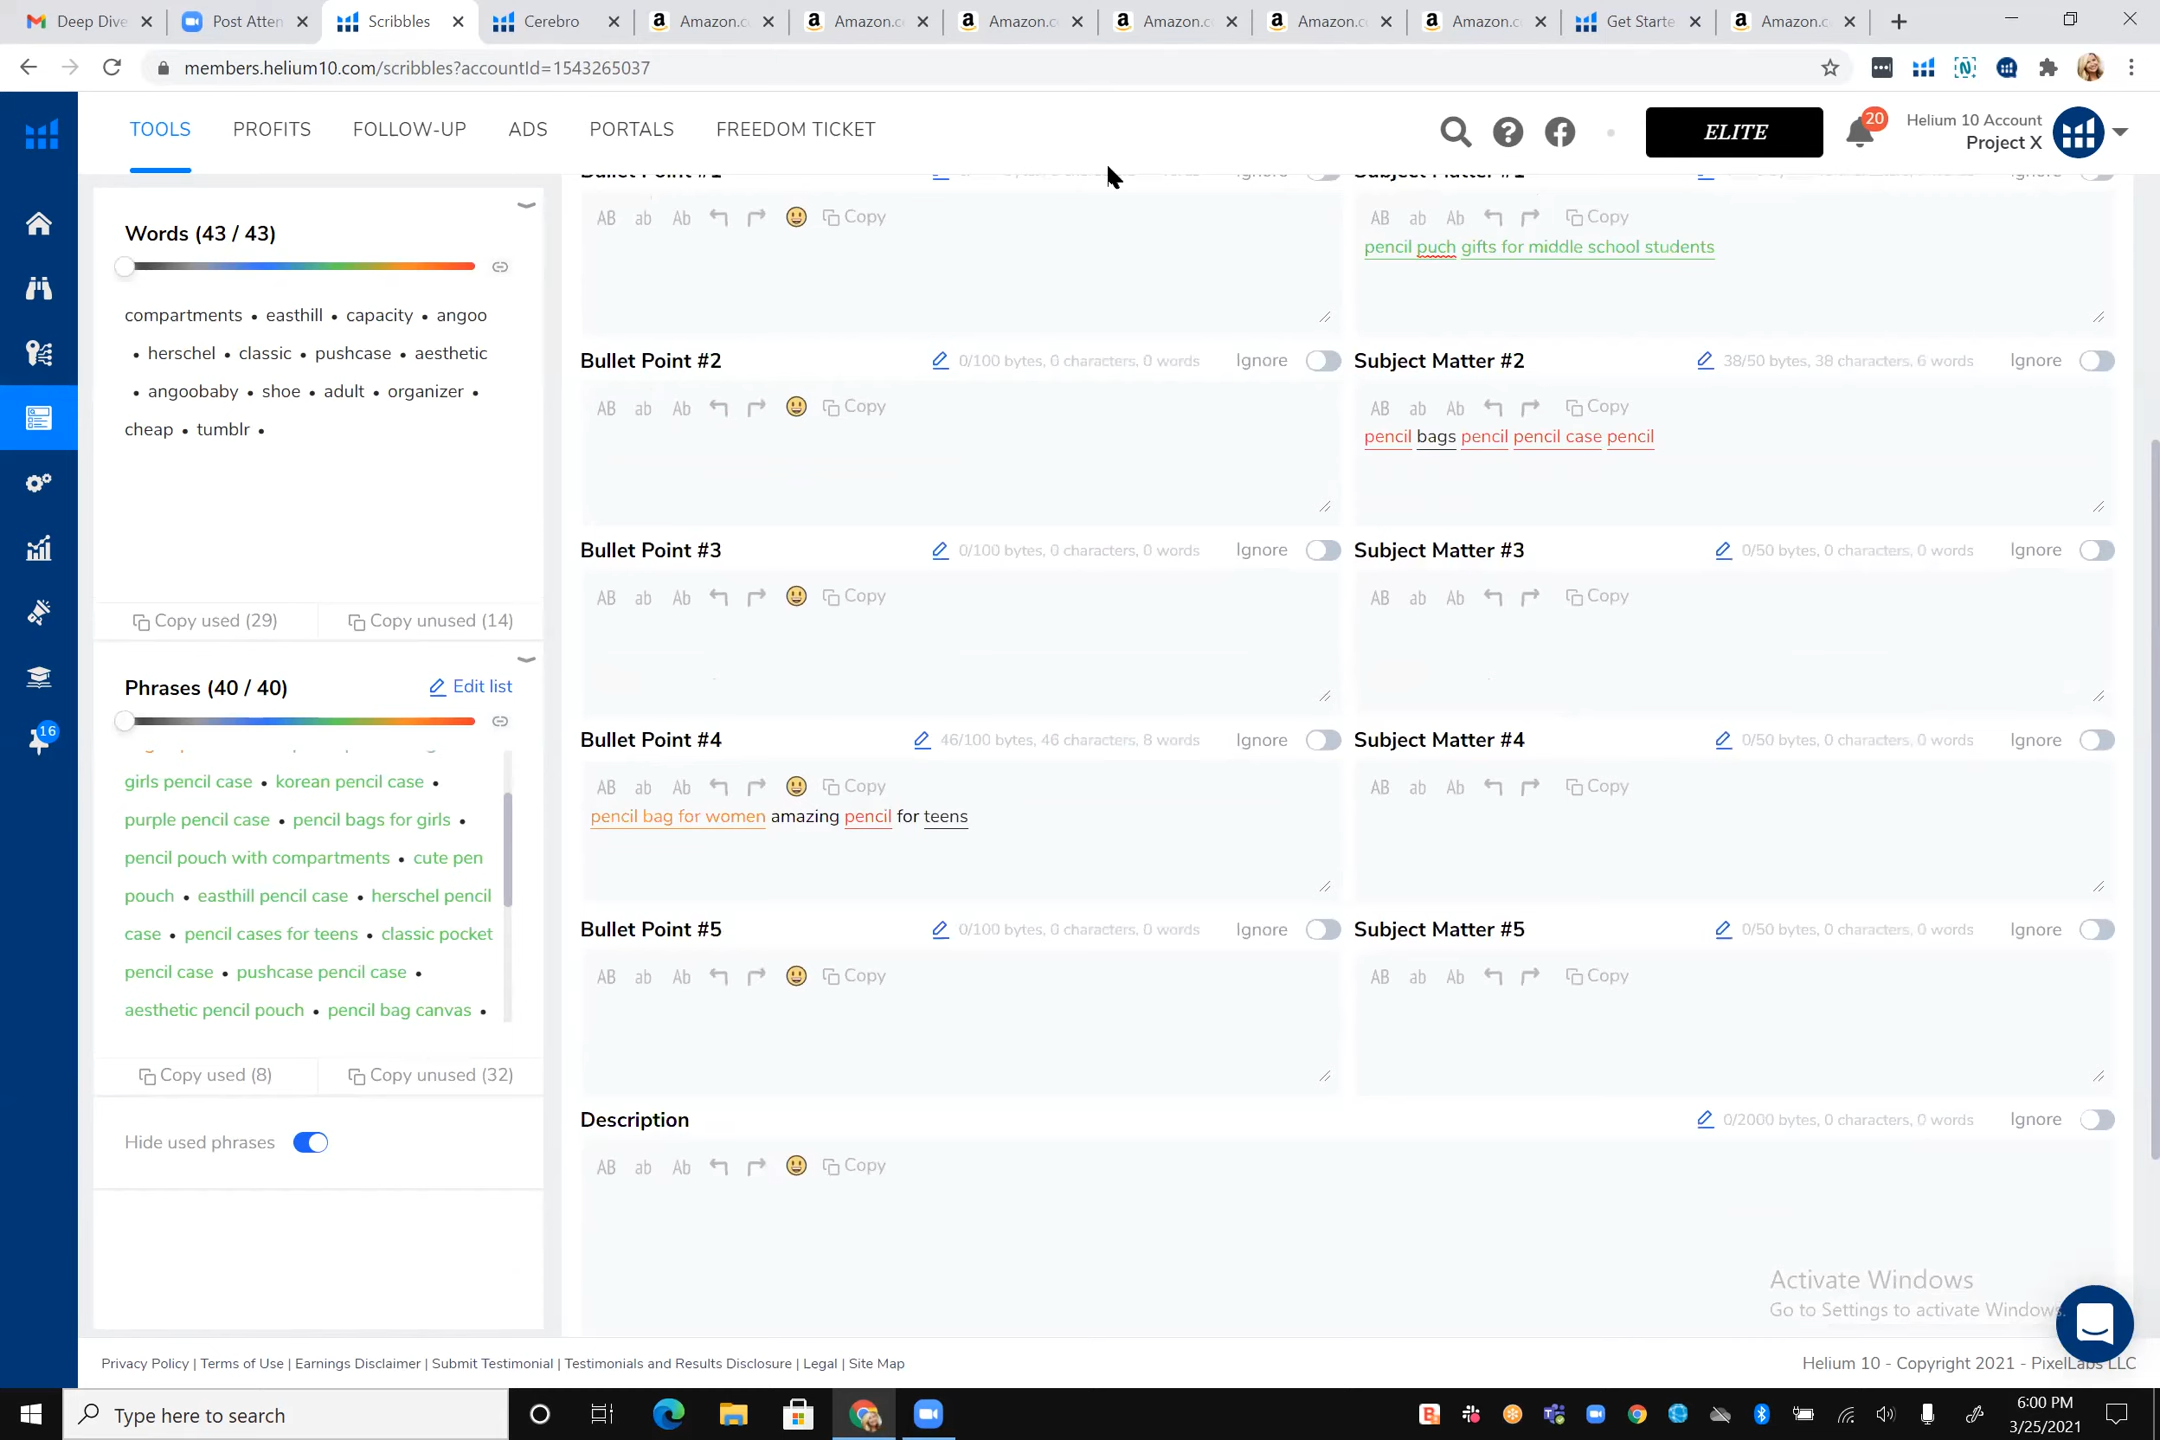 Deep Dive
Post Atten
Scribbles
Cerebro
Amazon.c
Amazon.c
Amazon.c
Amazon.c
Amazon.c
Amazon.c
Get Starte
Amazon.c
members.helium10.com/scribbles?accountId=1543265037
TOOLS PROFITS FOLLOW-UP ADS PORTALS FREEDOM TICKET
ELITE
20
Helium 10 Account
Project X
Words (43 / 43)
compartments • easthill • capacity • angoo
• herschel • classic • pushcase • aesthetic
• angoobaby • shoe • adult • organizer •
cheap • tumblr •
Copy used (29) Copy unused (14)
Phrases (40 / 40) Edit list
girls pencil case • korean pencil case •
purple pencil case • pencil bags for girls •
pencil pouch with compartments • cute pen
pouch • easthill pencil case • herschel pencil
case • pencil cases for teens • classic pocket
pencil case • pushcase pencil case •
aesthetic pencil pouch • pencil bag canvas •
Copy used (8) Copy unused (32)
Hide used phrases
16
Bullet Point #1
AB ab Ab Copy
Subject Matter #1
AB ab Ab Copy
pencil puch gifts for middle school students
Bullet Point #2 0/100 bytes, 0 characters, 0 words Ignore
AB ab Ab Copy
Subject Matter #2 38/50 bytes, 38 characters, 6 words Ignore
AB ab Ab Copy
pencil bags pencil pencil case pencil
Bullet Point #3 0/100 bytes, 0 characters, 0 words Ignore
AB ab Ab Copy
Subject Matter #3 0/50 bytes, 0 characters, 0 words Ignore
AB ab Ab Copy
Bullet Point #4 46/100 bytes, 46 characters, 8 words Ignore
AB ab Ab Copy
pencil bag for women amazing pencil for teens
Subject Matter #4 0/50 bytes, 0 characters, 0 words Ignore
AB ab Ab Copy
Bullet Point #5 0/100 bytes, 0 characters, 0 words Ignore
AB ab Ab Copy
Subject Matter #5 0/50 bytes, 0 characters, 0 words Ignore
AB ab Ab Copy
Description 0/2000 bytes, 0 characters, 0 words Ignore
AB ab Ab Copy
Activate Windows
Go to Settings to activate Windows.
Privacy Policy | Terms of Use | Earnings Disclaimer | Submit Testimonial | Testimonials and Results Disclosure | Legal | Site Map
Helium 10 - Copyright 2021 - PixelLabs LLC
Type here to search
6:00 PM
3/25/2021